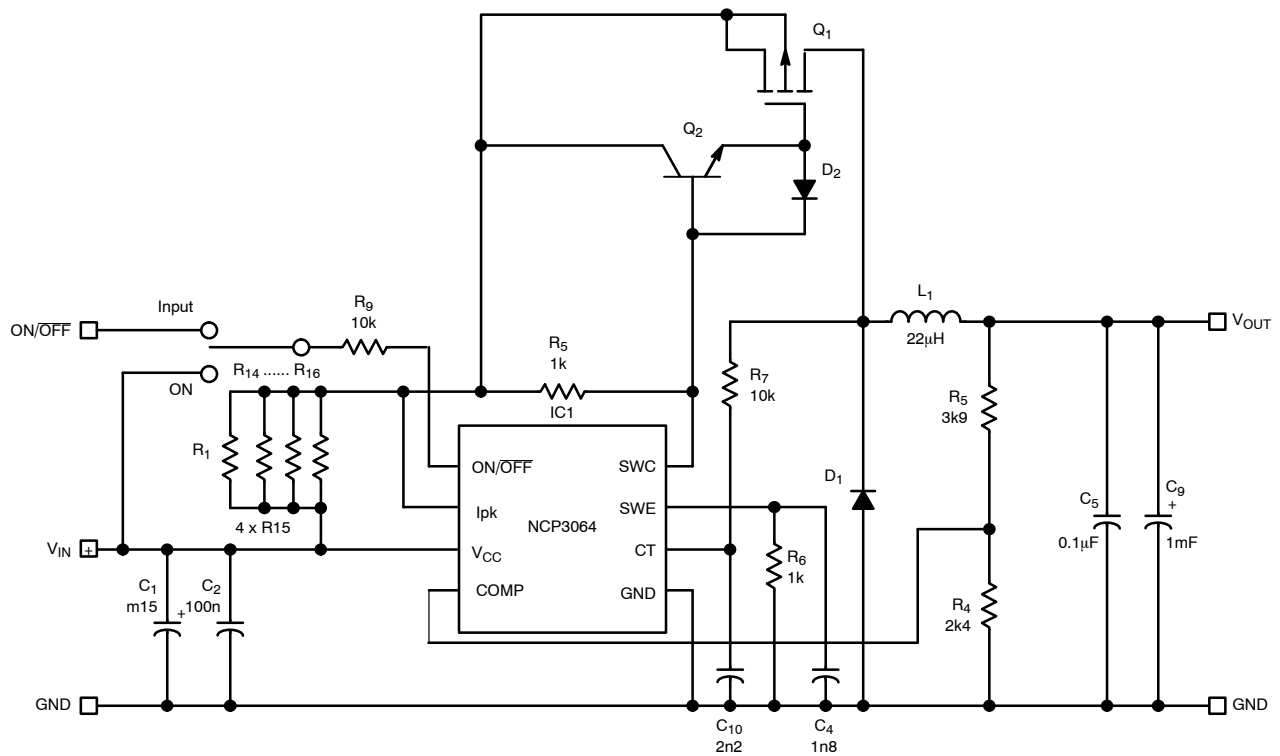 Q1
Q2
D2
Input
ON/OFF
R9
10k
ON
R14 ...... R16
R5
1k
IC1
L1
22µH
VOUT
R7
10k
R5
3k9
R1
4 x R15
ON/OFF
Ipk
VCC
COMP
NCP3064
SWC
SWE
CT
GND
D1
C5
0.1µF
C9
+
1mF
VIN
+
C1
m15
+
C2
100n
R6
1k
R4
2k4
GND
GND
C10
2n2
C4
1n8